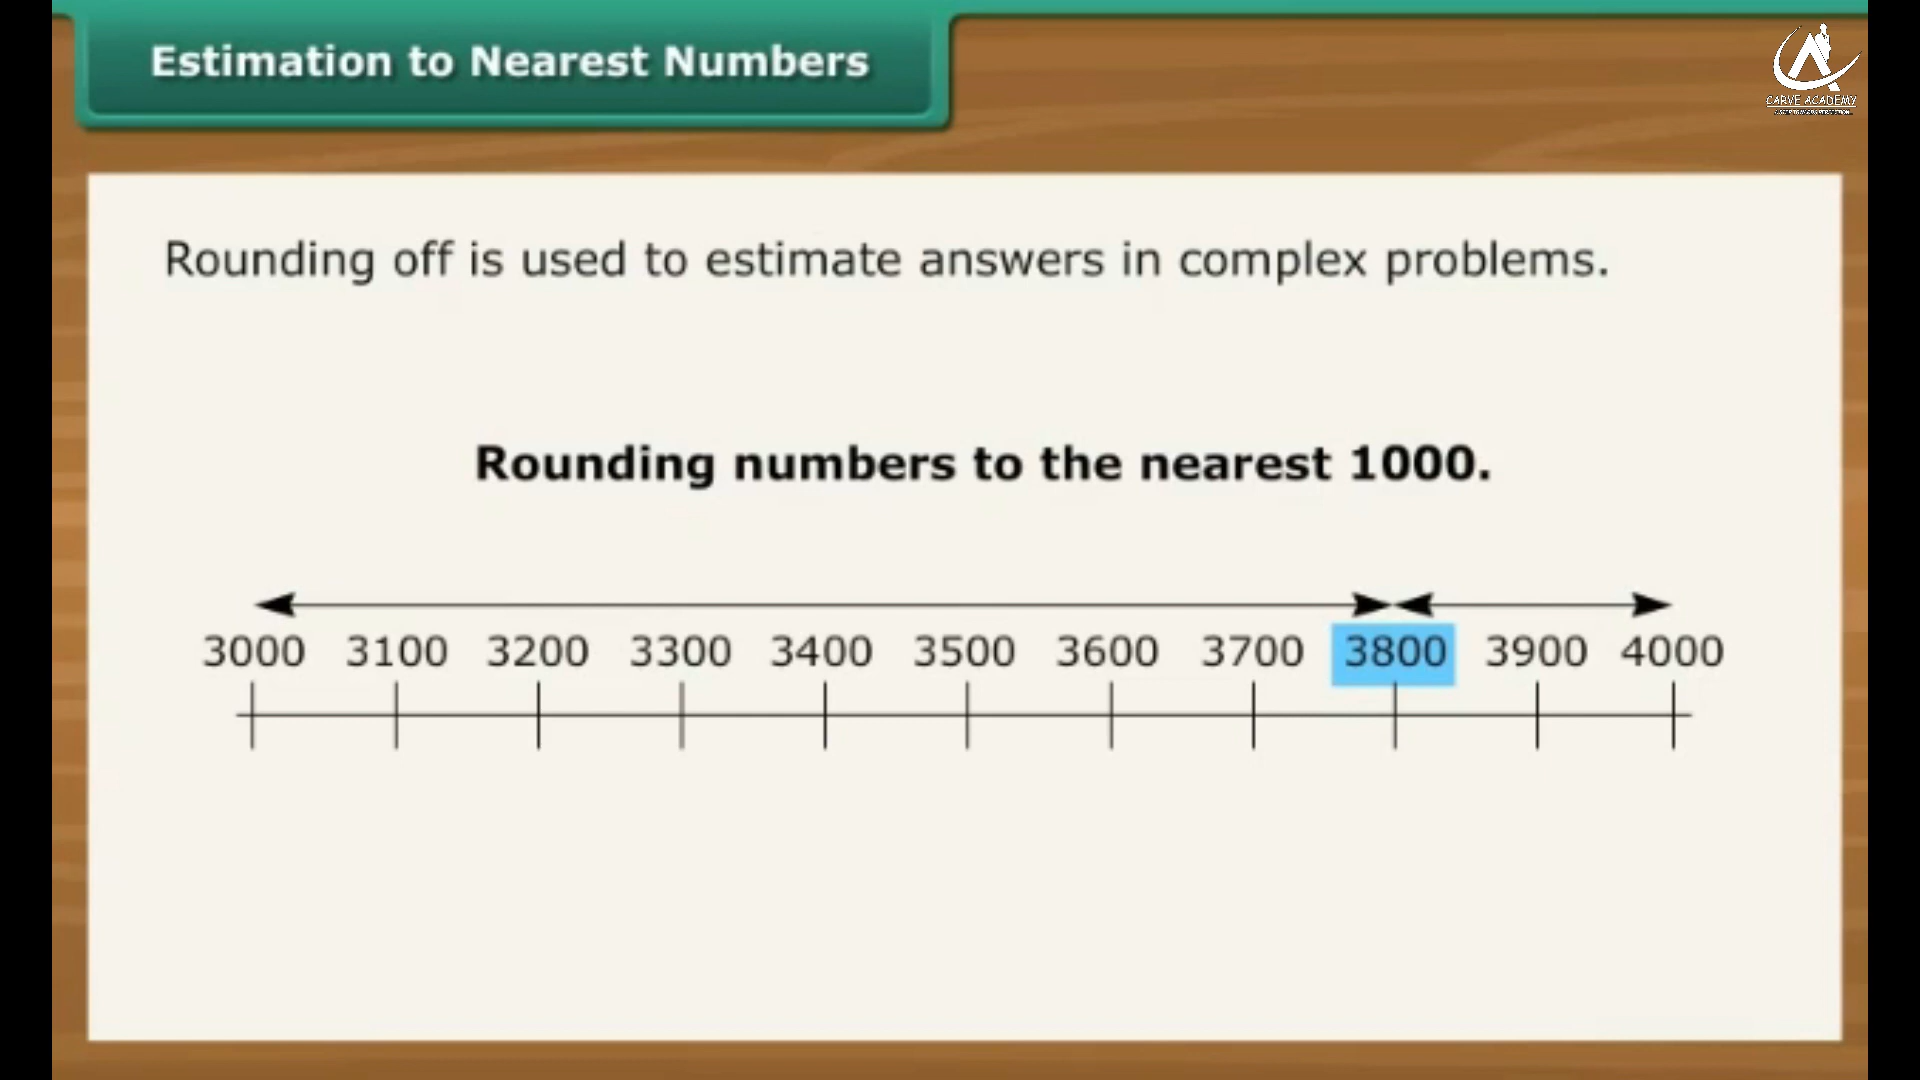 Estimation to Nearest Numbers
CARVE ACADEMY
Rounding off is used to estimate answers in complex problems.
Rounding numbers to the nearest 1000.
3000 3100 3200 3300 3400 3500 3600 3700 3800 3900 4000